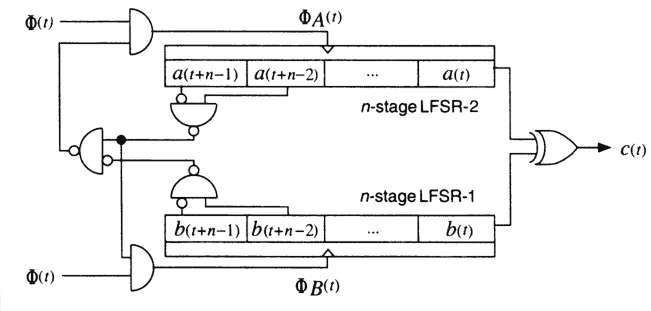 Φ(t)
ΦA(t)
a(t+n−1) a(t+n−2) ... a(t)
n-stage LFSR-2
c(t)
n-stage LFSR-1
b(t+n−1) b(t+n−2) ... b(t)
Φ(t)
ΦB(t)